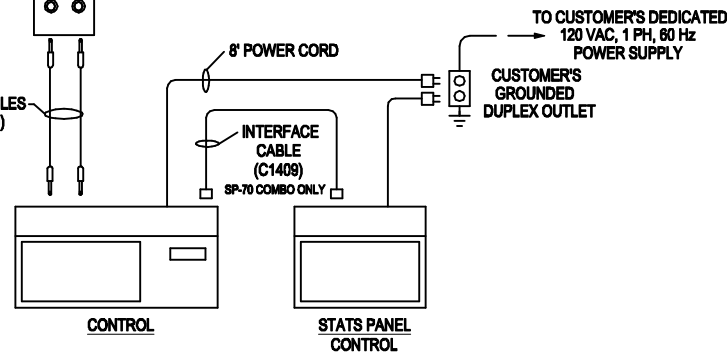 TO CUSTOMER'S DEDICATED
120 VAC, 1 PH, 60 Hz
POWER SUPPLY
8' POWER CORD
CUSTOMER'S
GROUNDED
DUPLEX OUTLET
LES
)
INTERFACE
CABLE
(C1409)
SP-70 COMBO ONLY
CONTROL
STATS PANEL
CONTROL